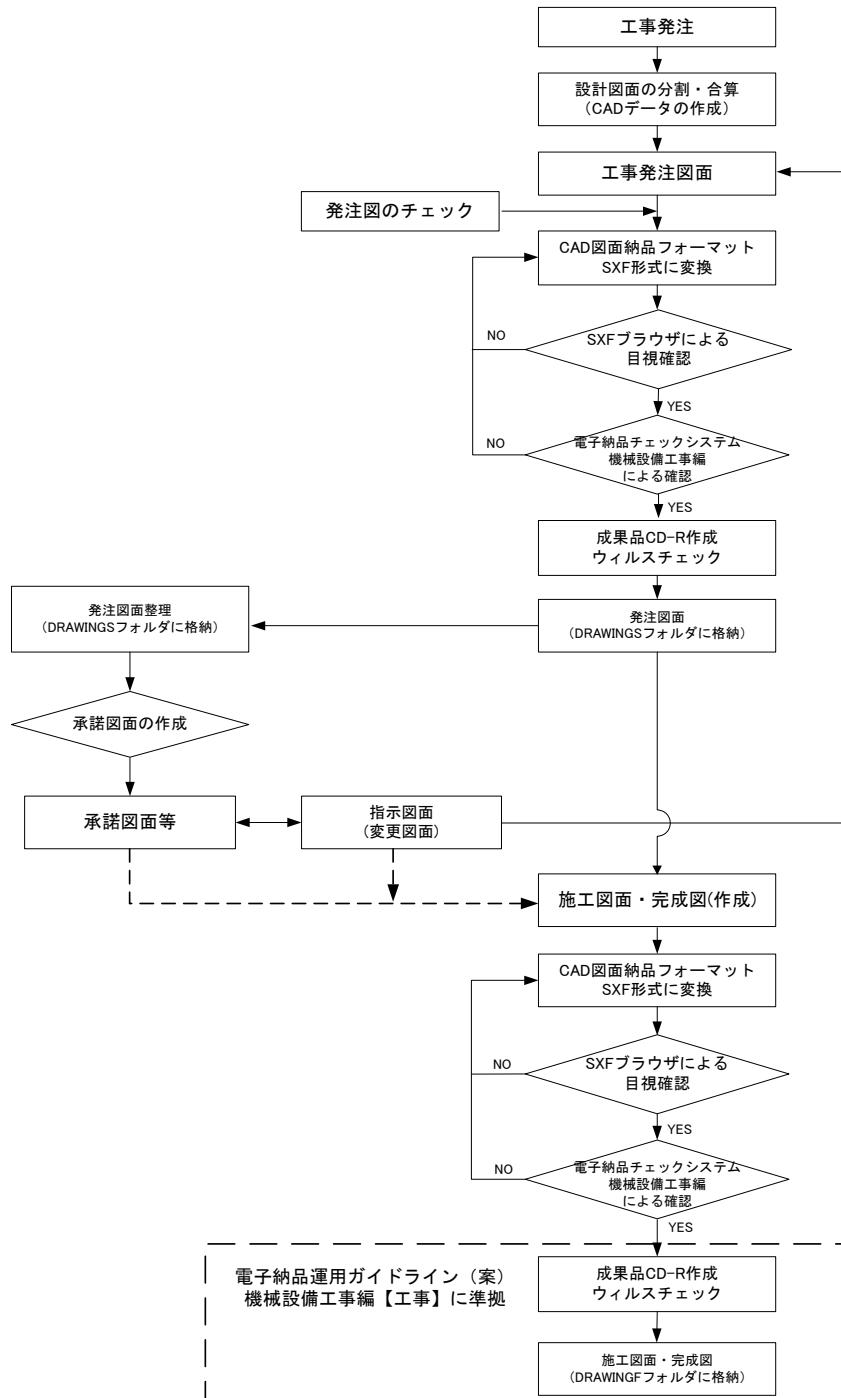 工事発注
設計図面の分割・合算
(CADデータの作成)
工事発注図面
発注図のチェック
CAD図面納品フォーマット
SXF形式に変換
NO
SXFブラウザによる
目視確認
YES
NO
電子納品チェックシステム
機械設備工事編
による確認
YES
成果品CD-R作成
ウィルスチェック
発注図面整理
(DRAWINGSフォルダに格納)
発注図面
(DRAWINGSフォルダに格納)
承諾図面の作成
承諾図面等
指示図面
(変更図面)
施工図面・完成図(作成)
CAD図面納品フォーマット
SXF形式に変換
NO
SXFブラウザによる
目視確認
YES
NO
電子納品チェックシステム
機械設備工事編
による確認
YES
電子納品運用ガイドライン（案）
機械設備工事編【工事】に準拠
成果品CD-R作成
ウィルスチェック
施工図面・完成図
(DRAWINGFフォルダに格納)